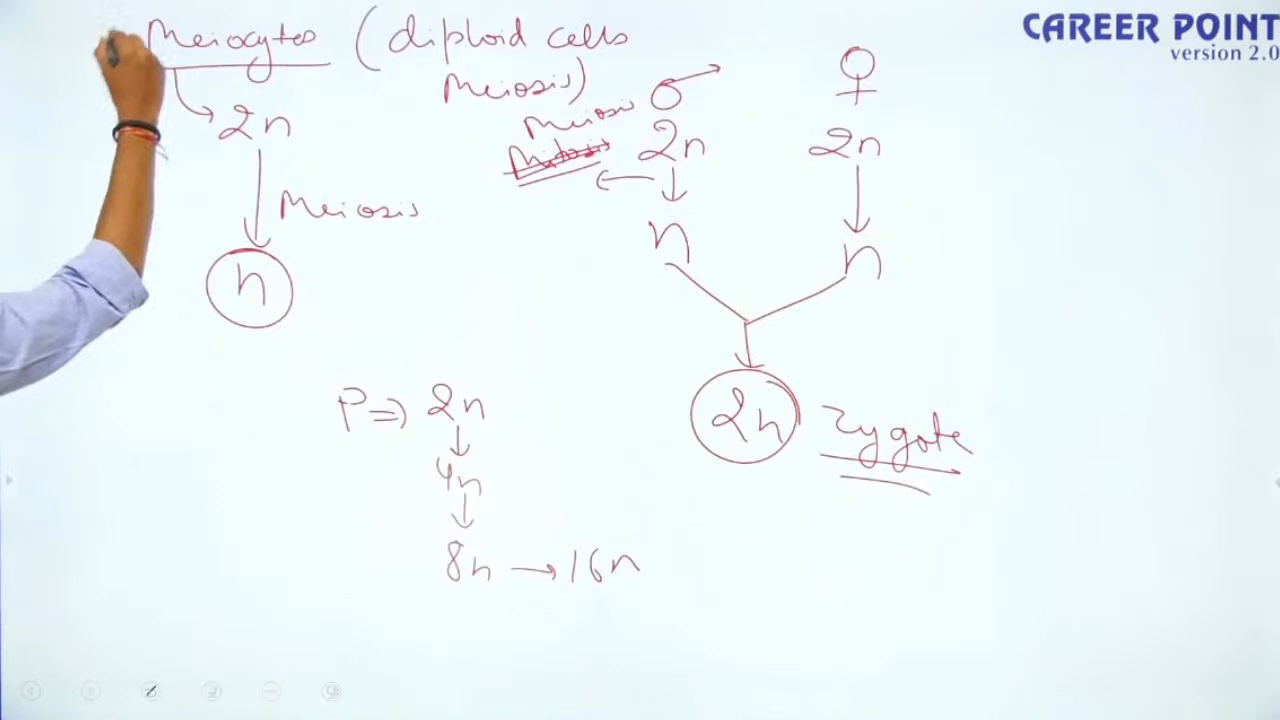 CAREER POINT
version 2.0
Meiocytes (diploid cells
Meiosis)
2n
Meiosis
n
♂ ♀
Meiosis
Mitosis
2n 2n
n n
2n Zygote
P⇒ 2n
4n
8n → 16n